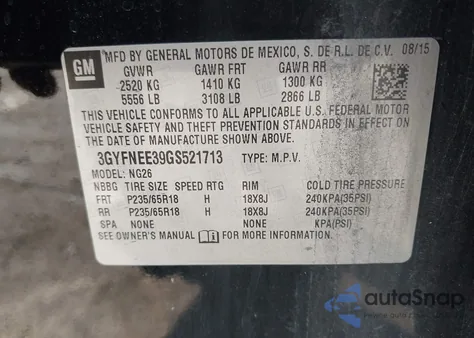 GM
MFD BY GENERAL MOTORS DE MEXICO, S. DE R.L. DE C.V. 08/15
GVWR GAWR FRT GAWR RR
2520 KG 1410 KG 1300 KG
5556 LB 3108 LB 2866 LB
THIS VEHICLE CONFORMS TO ALL APPLICABLE U.S. FEDERAL MOTOR
VEHICLE SAFETY AND THEFT PREVENTION STANDARDS IN EFFECT ON
THE DATE OF MANUFACTURE SHOWN ABOVE.
3GYFNEE39GS521713 TYPE: M.P.V.
MODEL: NG26
NBBG TIRE SIZE SPEED RTG RIM COLD TIRE PRESSURE
FRT P235/65R18 H 18X8J 240KPA(35PSI)
RR P235/65R18 H 18X8J 240KPA(35PSI)
SPA NONE NONE KPA(PSI)
SEE OWNER'S MANUAL FOR MORE INFORMATION.
autoSnap